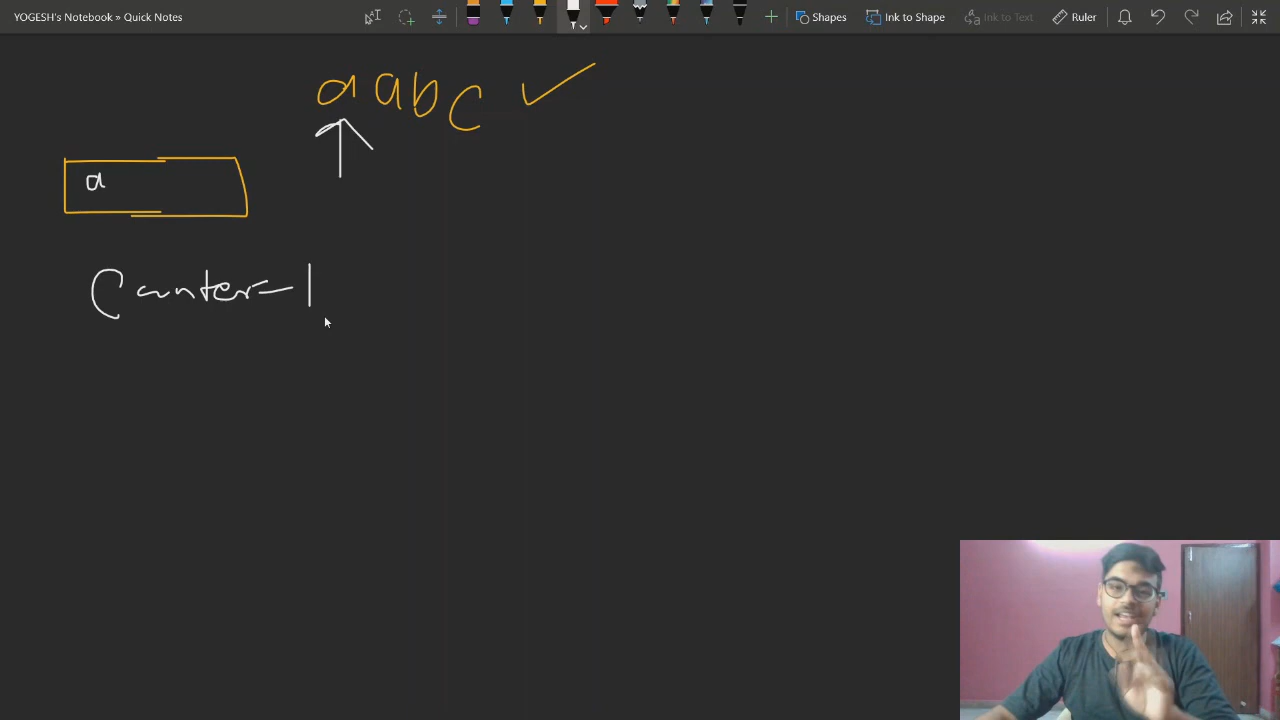 YOGESH's Notebook » Quick Notes
Shapes
Ink to Shape
Ink to Text
Ruler
a a b c ✓
a
Counter = 1